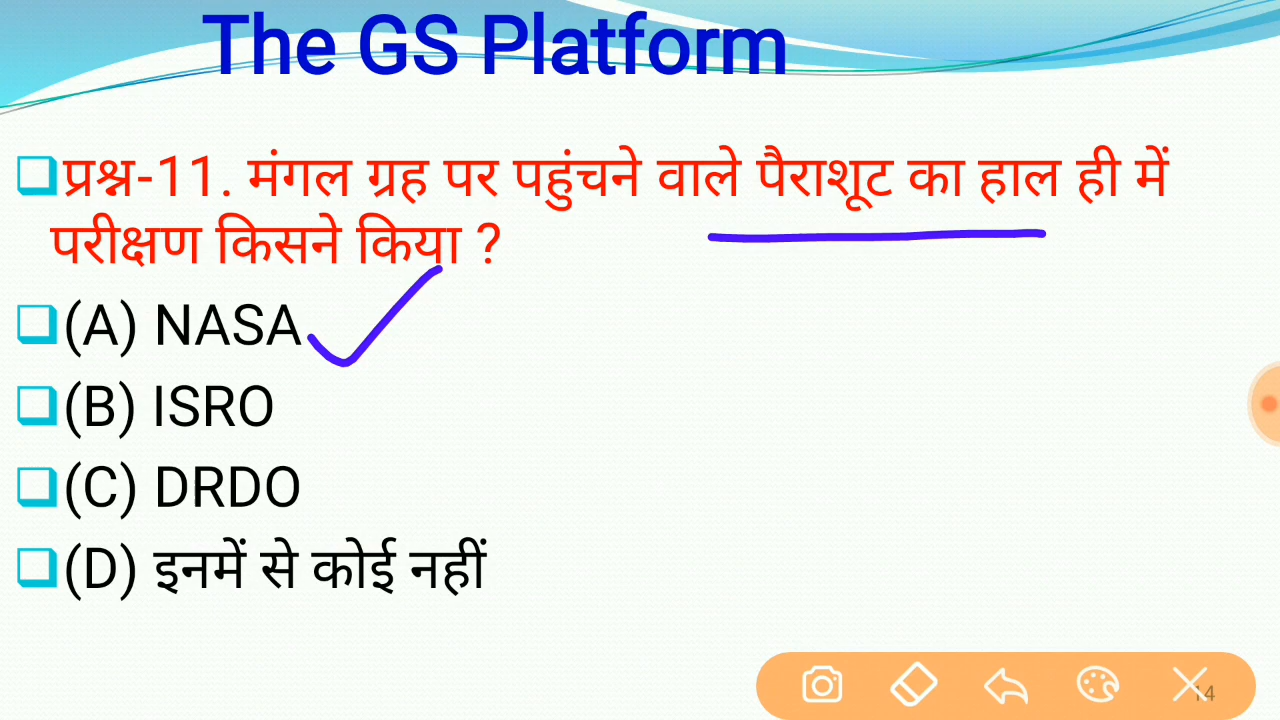 The GS Platform
प्रश्न-11. मंगल ग्रह पर पहुंचने वाले पैराशूट का हाल ही में
परीक्षण किसने किया ?
(A) NASA
(B) ISRO
(C) DRDO
(D) इनमें से कोई नहीं
14